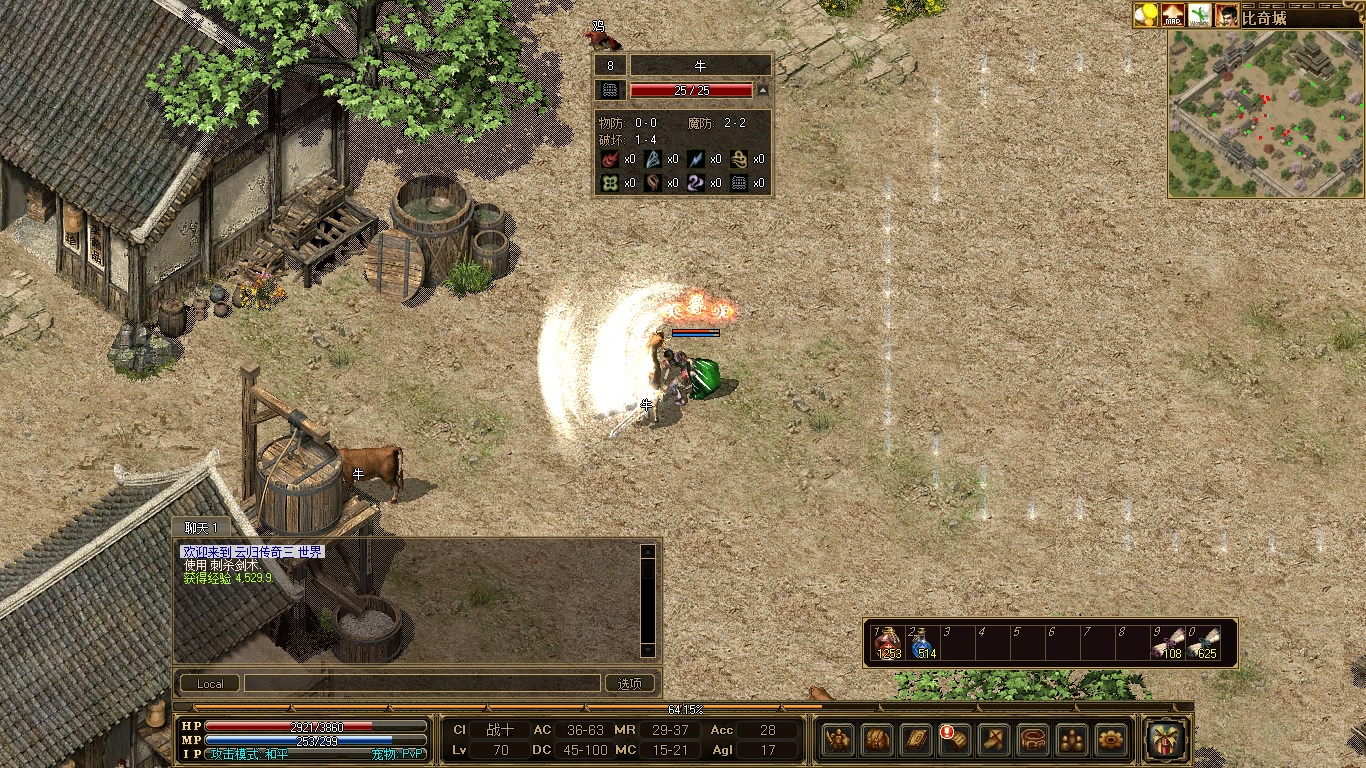 鸡
MAP
比奇城
8 牛
25/25
物防: 0-0 魔防: 2-2
破坏: 1-4
x0 x0 x0 x0
x0 x0 x0 x0
牛
牛
聊天 1
欢迎来到 云归传奇三 世界
使用 刺杀剑术.
获得经验 4,529.9.
Local
选项
1 2 3 4 5 6 7 8 9 0
1253 514 108 625
64.15%
HP 2921/3860
MP 253/299
IP 攻击模式: 和平 宠物: PVP
Cl 战士 AC 36-63 MR 29-37 Acc 28
Lv 70 DC 45-100 MC 15-21 Agl 17